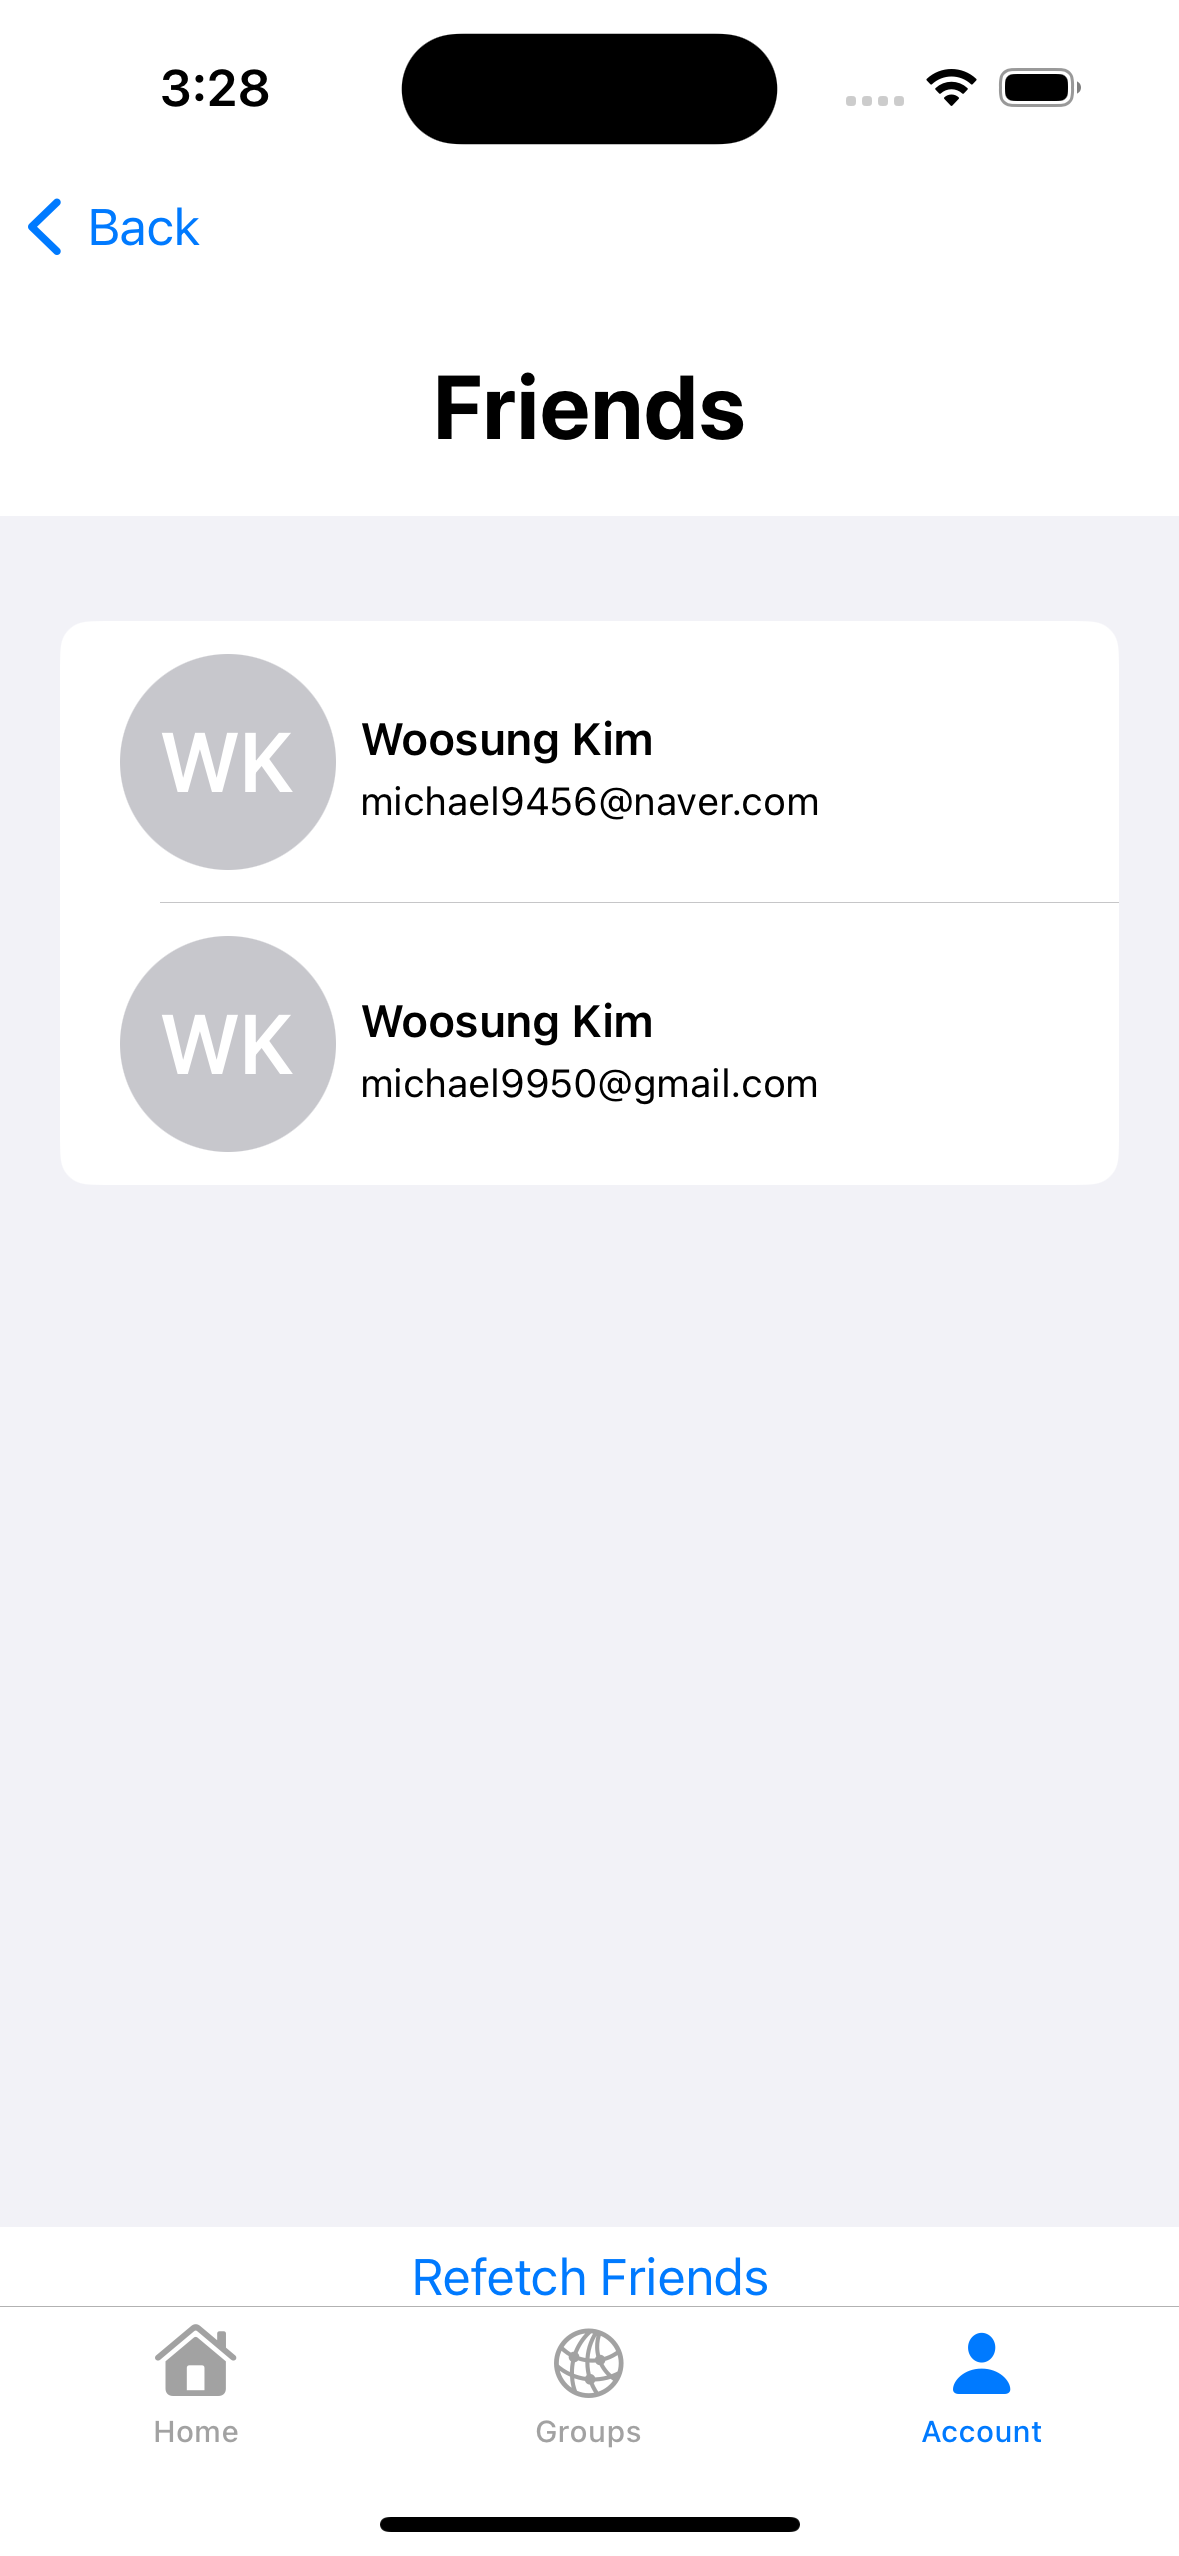 3:28
Back
Friends
WK
Woosung Kim
michael9456@naver.com
WK
Woosung Kim
michael9950@gmail.com
Refetch Friends
Home
Groups
Account